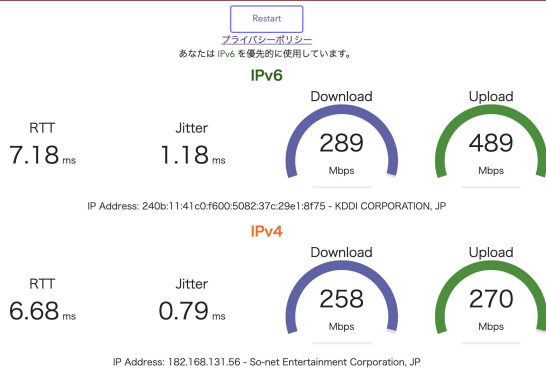 Restart
プライバシーポリシー
あなたは IPv6 を優先的に使用しています。
IPv6
Download Upload
RTT Jitter
7.18 ms 1.18 ms 289 489
Mbps Mbps
IP Address: 240b:11:41c0:f600:5082:37c:29e1:8f75 - KDDI CORPORATION, JP
IPv4
Download Upload
RTT Jitter
6.68 ms 0.79 ms 258 270
Mbps Mbps
IP Address: 182.168.131.56 - So-net Entertainment Corporation, JP